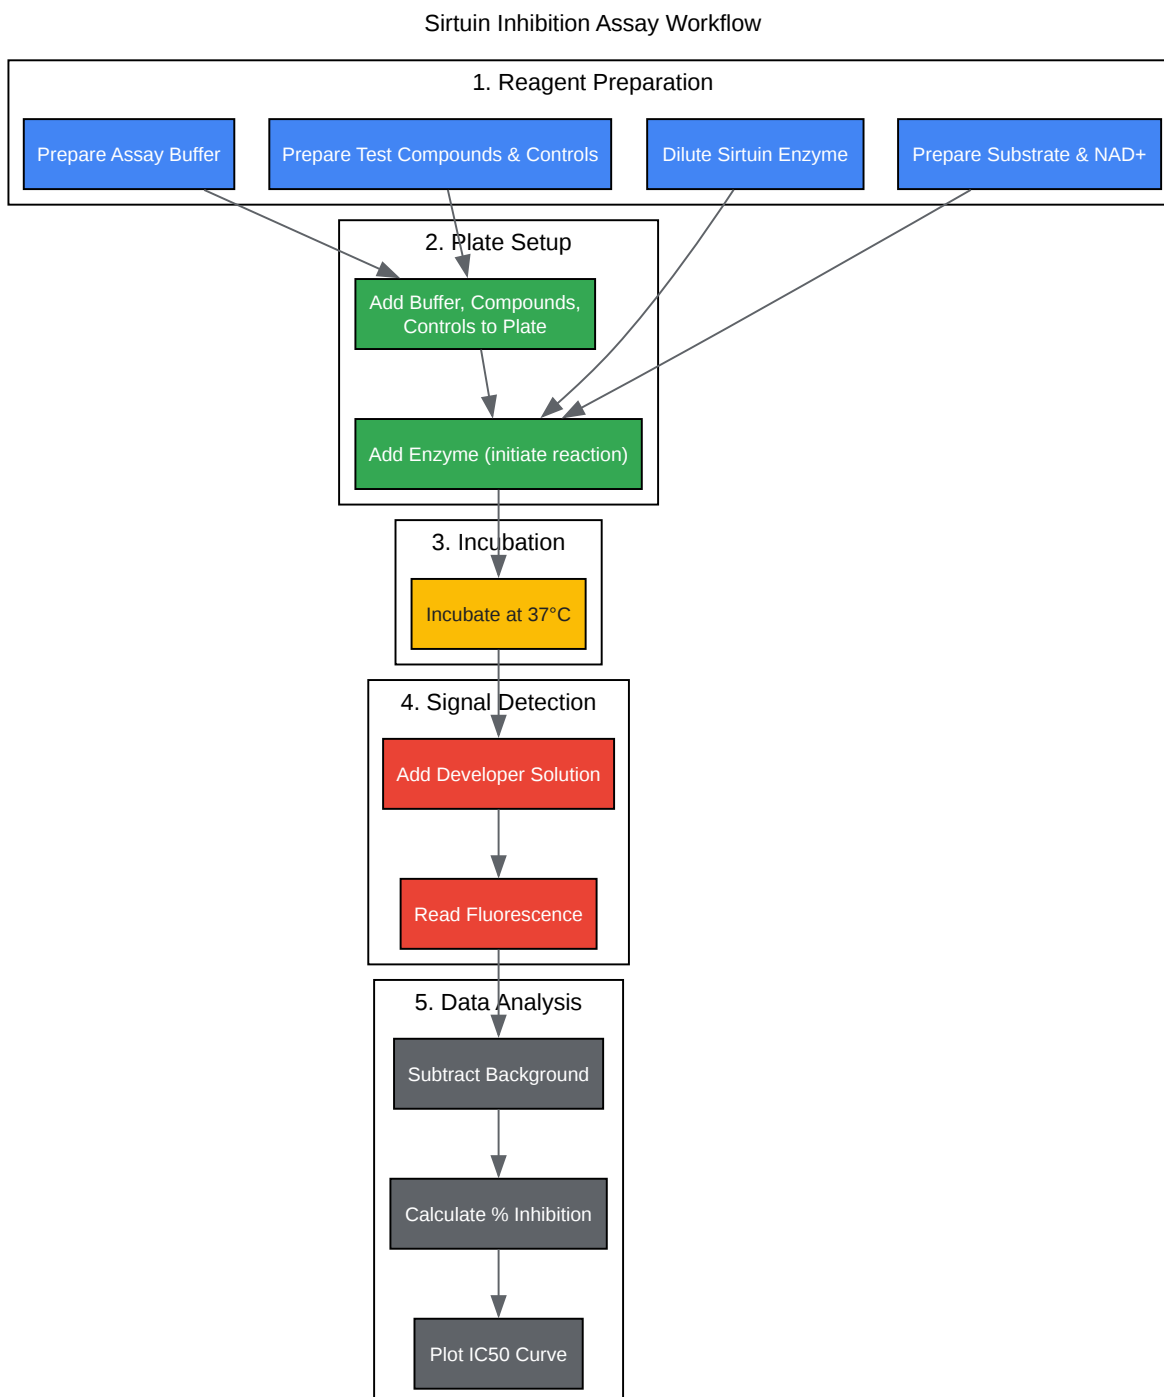 Sirtuin Inhibition Assay Workflow
1. Reagent Preparation
Prepare Assay Buffer
Prepare Test Compounds & Controls
Dilute Sirtuin Enzyme
Prepare Substrate & NAD+
2. Plate Setup
Add Buffer, Compounds,
Controls to Plate
Add Enzyme (initiate reaction)
3. Incubation
Incubate at 37°C
4. Signal Detection
Add Developer Solution
Read Fluorescence
5. Data Analysis
Subtract Background
Calculate % Inhibition
Plot IC50 Curve